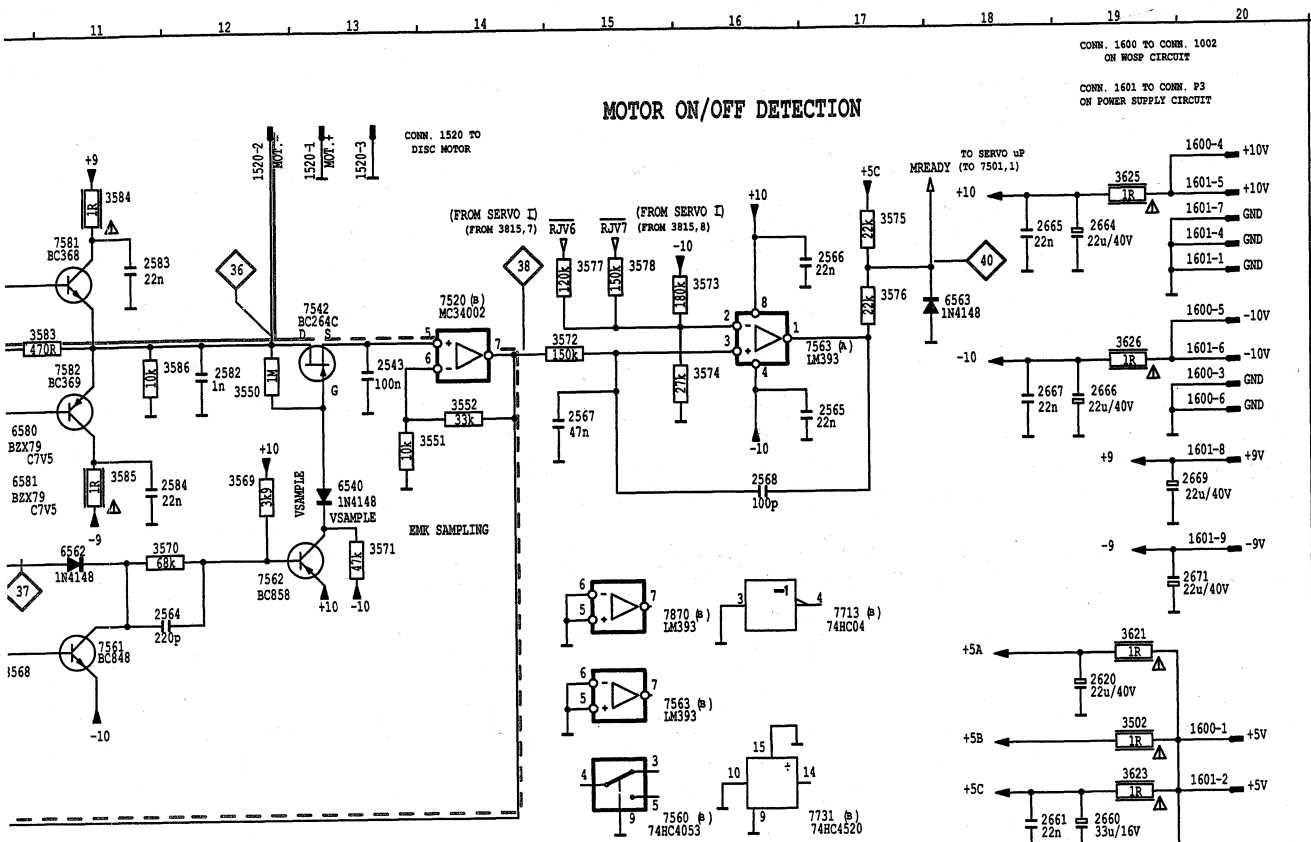 11 12 13 14 15 16 17 18 19 20
CONN. 1600 TO CONN. 1002
ON WOSP CIRCUIT
CONN. 1601 TO CONN. P3
ON POWER SUPPLY CIRCUIT
MOTOR ON/OFF DETECTION
1520-2
MOT.-
1520-1
MOT.+
1520-3
CONN. 1520 TO
DISC MOTOR
+9
3584
1R
7581
BC368
2583
22n
36
3583
470R
7582
BC369
10k
3586
2582
1n
3550
1M
7542
BC264C
D S
G
2543
100n
6580
BZX79
C7V5
6581
BZX79
C7V5
3585
1R
-9
2584
22n
+10
3569
3k9
VSAMPLE
6540
1N4148
VSAMPLE
47k
3571
7562
BC858
+10
-10
6562
1N4148
3570
68k
37
2564
220p
7561
BC848
3568
-10
7520 (B)
MC34002
5 +
6 -
7
3552
33k
10k
3551
EMK SAMPLING
38
(FROM SERVO I)
(FROM 3815,7)
RJV6
120k
3577
RJV7
150k
3578
(FROM SERVO I)
(FROM 3815,8)
-10
180k
3573
3572
150k
2567
47n
27k
3574
+10
2566
22n
8
2 -
3 +
1
4
7563 (A)
LM393
2565
22n
-10
2568
100p
+5C
22k
3575
22k
3576
MREADY
TO SERVO uP
(TO 7501,1)
40
6563
1N4148
+10
2665
22n
2664
22u/40V
3625
1R
1600-4 +10V
1601-5 +10V
1601-7 GND
1601-4 GND
1601-1 GND
-10
2667
22n
2666
22u/40V
3626
1R
1600-5 -10V
1601-6 -10V
1600-3 GND
1600-6 GND
+9
1601-8 +9V
2669
22u/40V
-9
1601-9 -9V
2671
22u/40V
6 -
5 +
7
7870 (B)
LM393
3
4
7713 (B)
74HC04
6 -
5 +
7
7563 (B)
LM393
4
3
5
9
7560 (B)
74HC4053
15
10
÷
14
9
7731 (B)
74HC4520
+5A
3621
1R
2620
22u/40V
+5B
3502
1R
1600-1 +5V
+5C
3623
1R
1601-2 +5V
2661
22n
2660
33u/16V